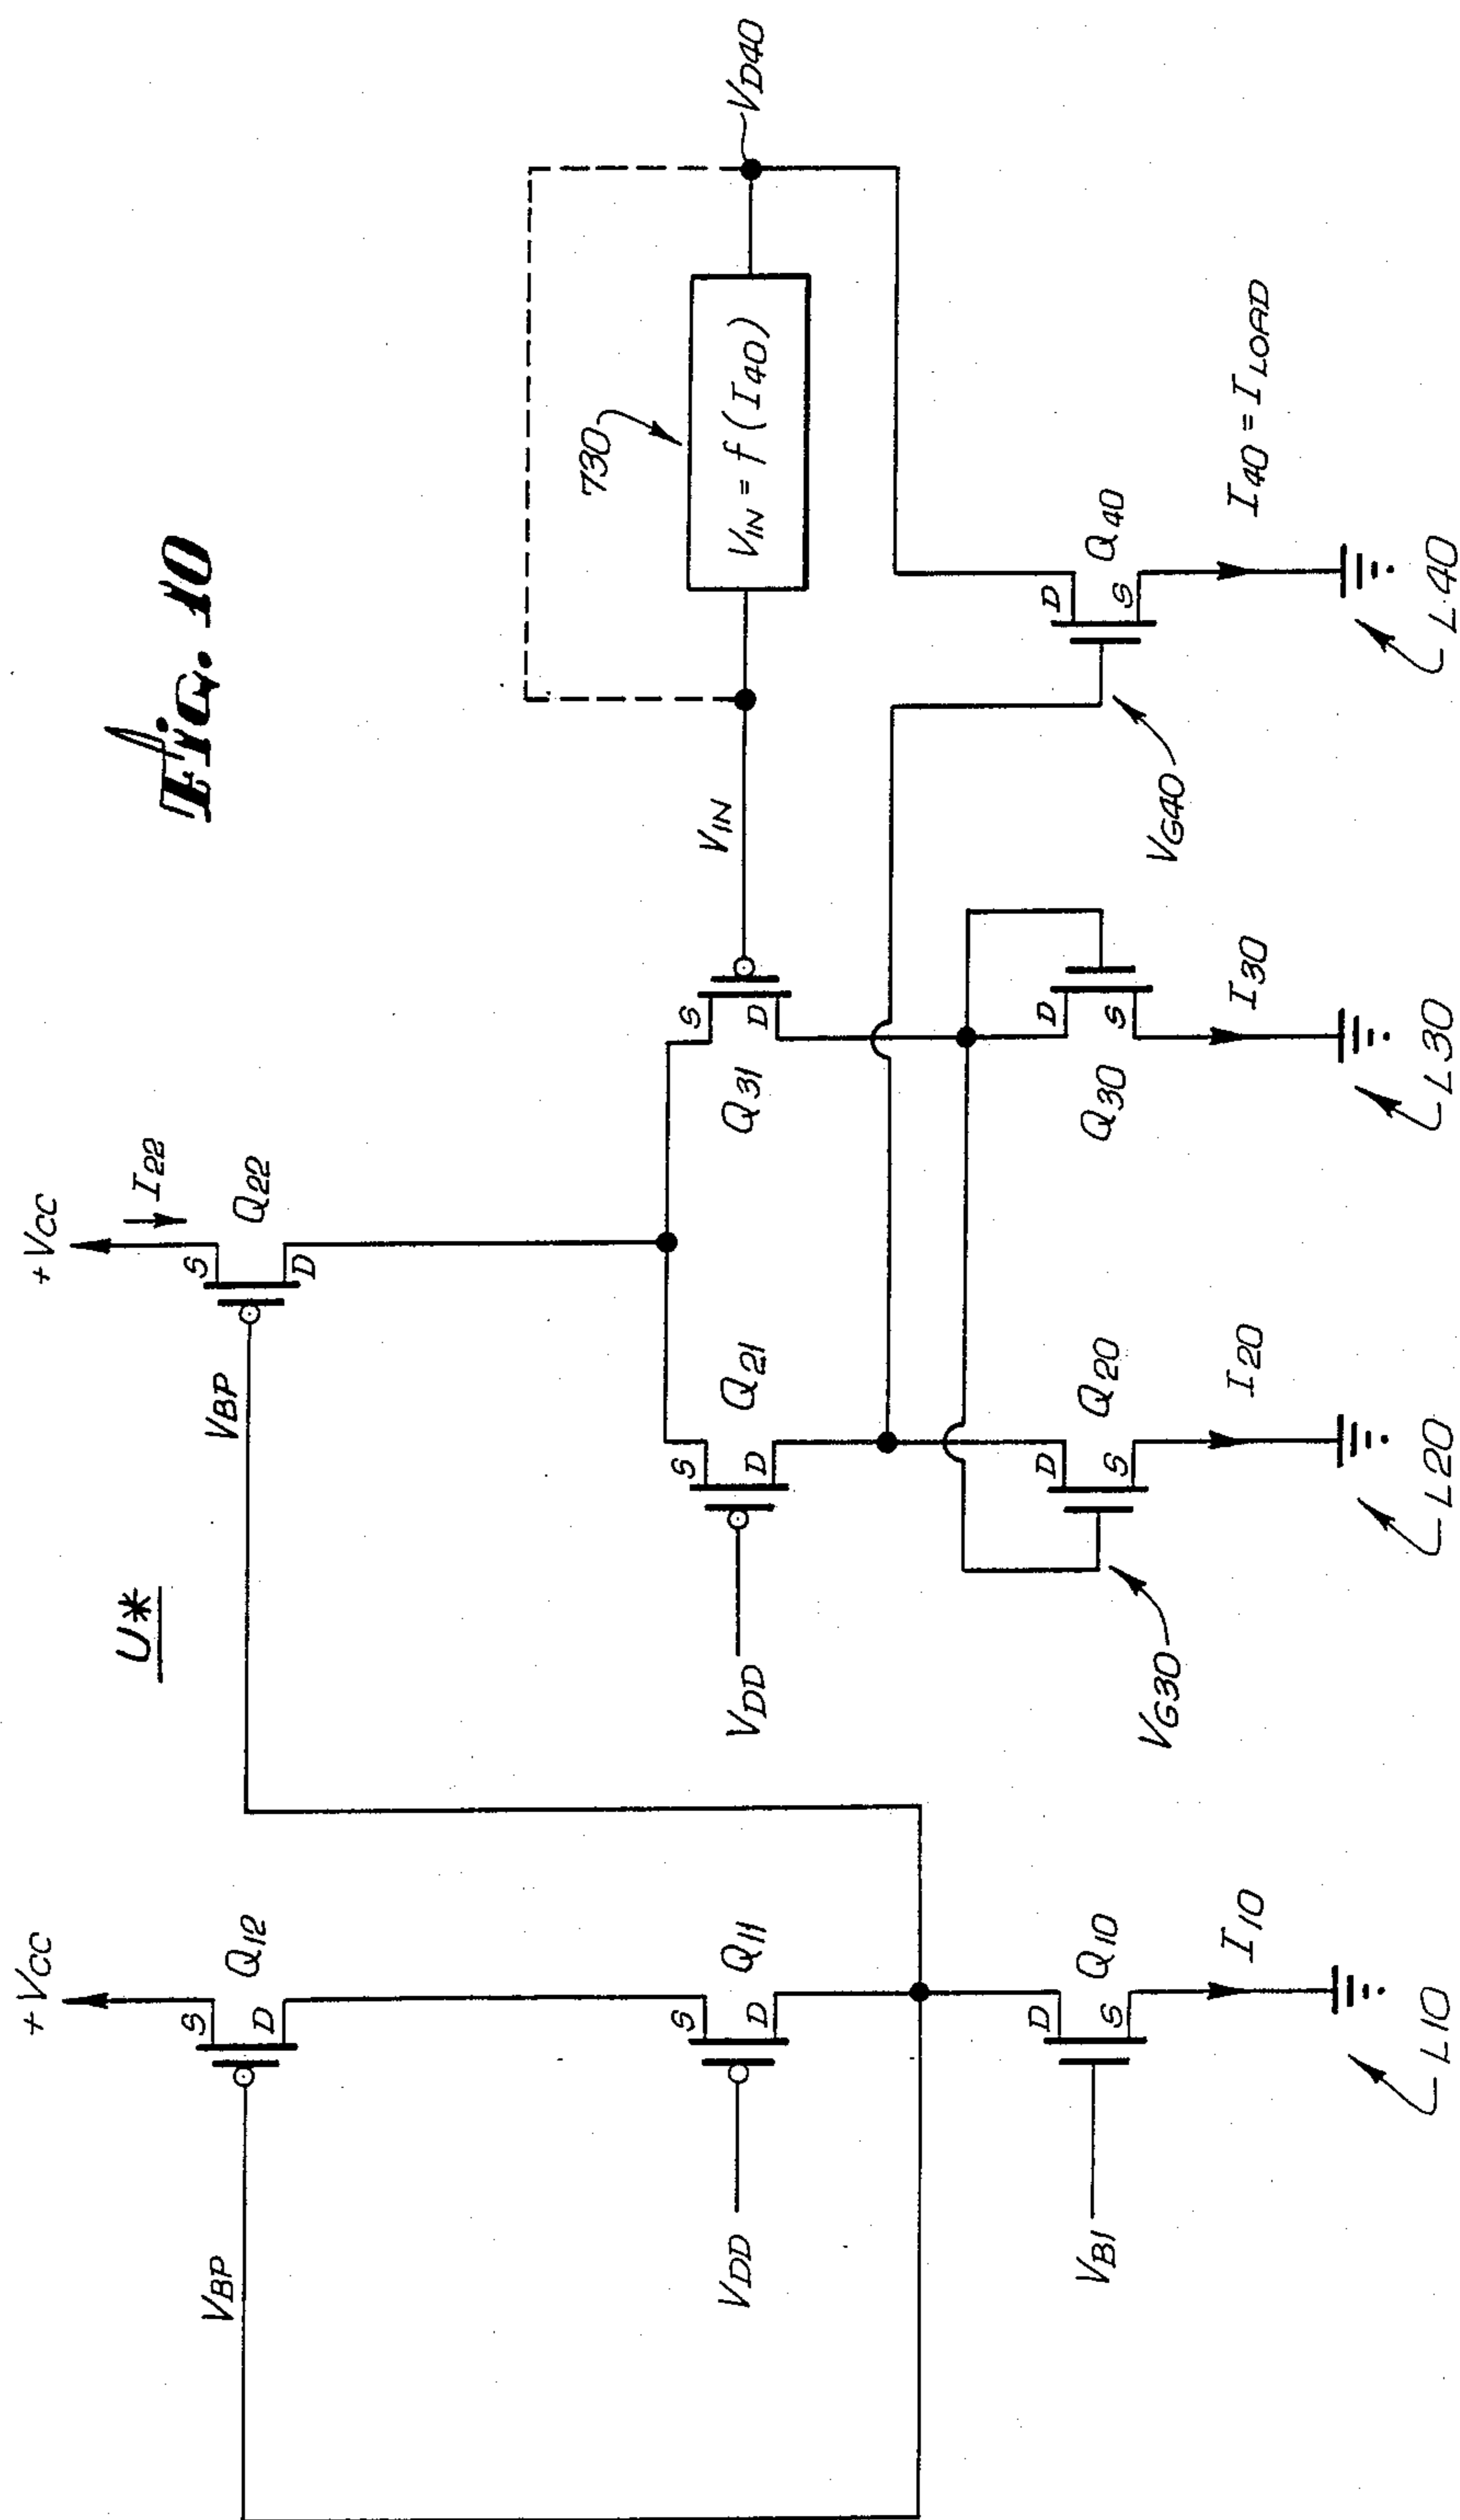 Fig. 10
U*
+VCC
+VCC
I22
S
Q12
D
S
Q22
D
VBP
VBP
VD40
730
VIN = f(I40)
VIN
S
Q11
D
S
Q21
D
S
Q31
D
VDD
VDD
D
Q10
S
D
Q20
S
D
Q30
S
D
Q40
S
VB1
VG30
VG40
I10
I20
I30
I40 = ILOAD
L10
L20
L30
L40